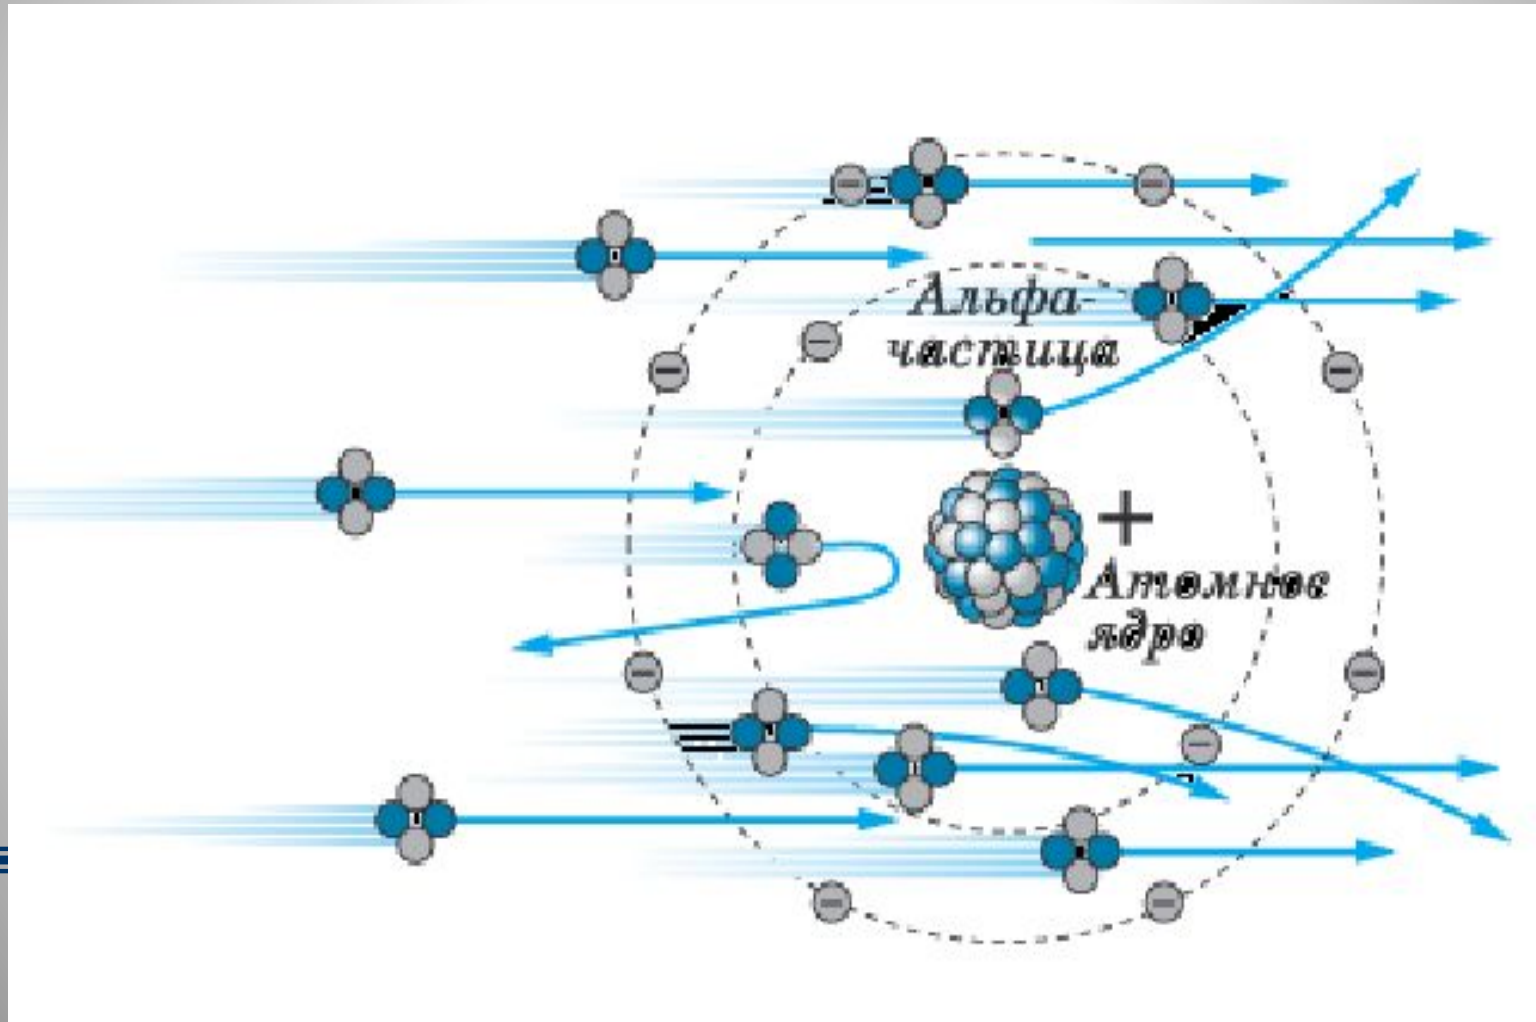 Альфа-
частица
+
Атомное
ядро